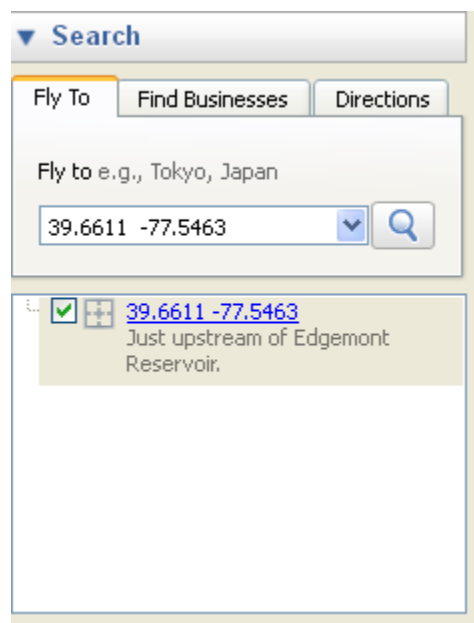 Search
Fly To
Find Businesses
Directions
Fly to e.g., Tokyo, Japan
39.6611 -77.5463
39.6611 -77.5463
Just upstream of Edgemont
Reservoir.